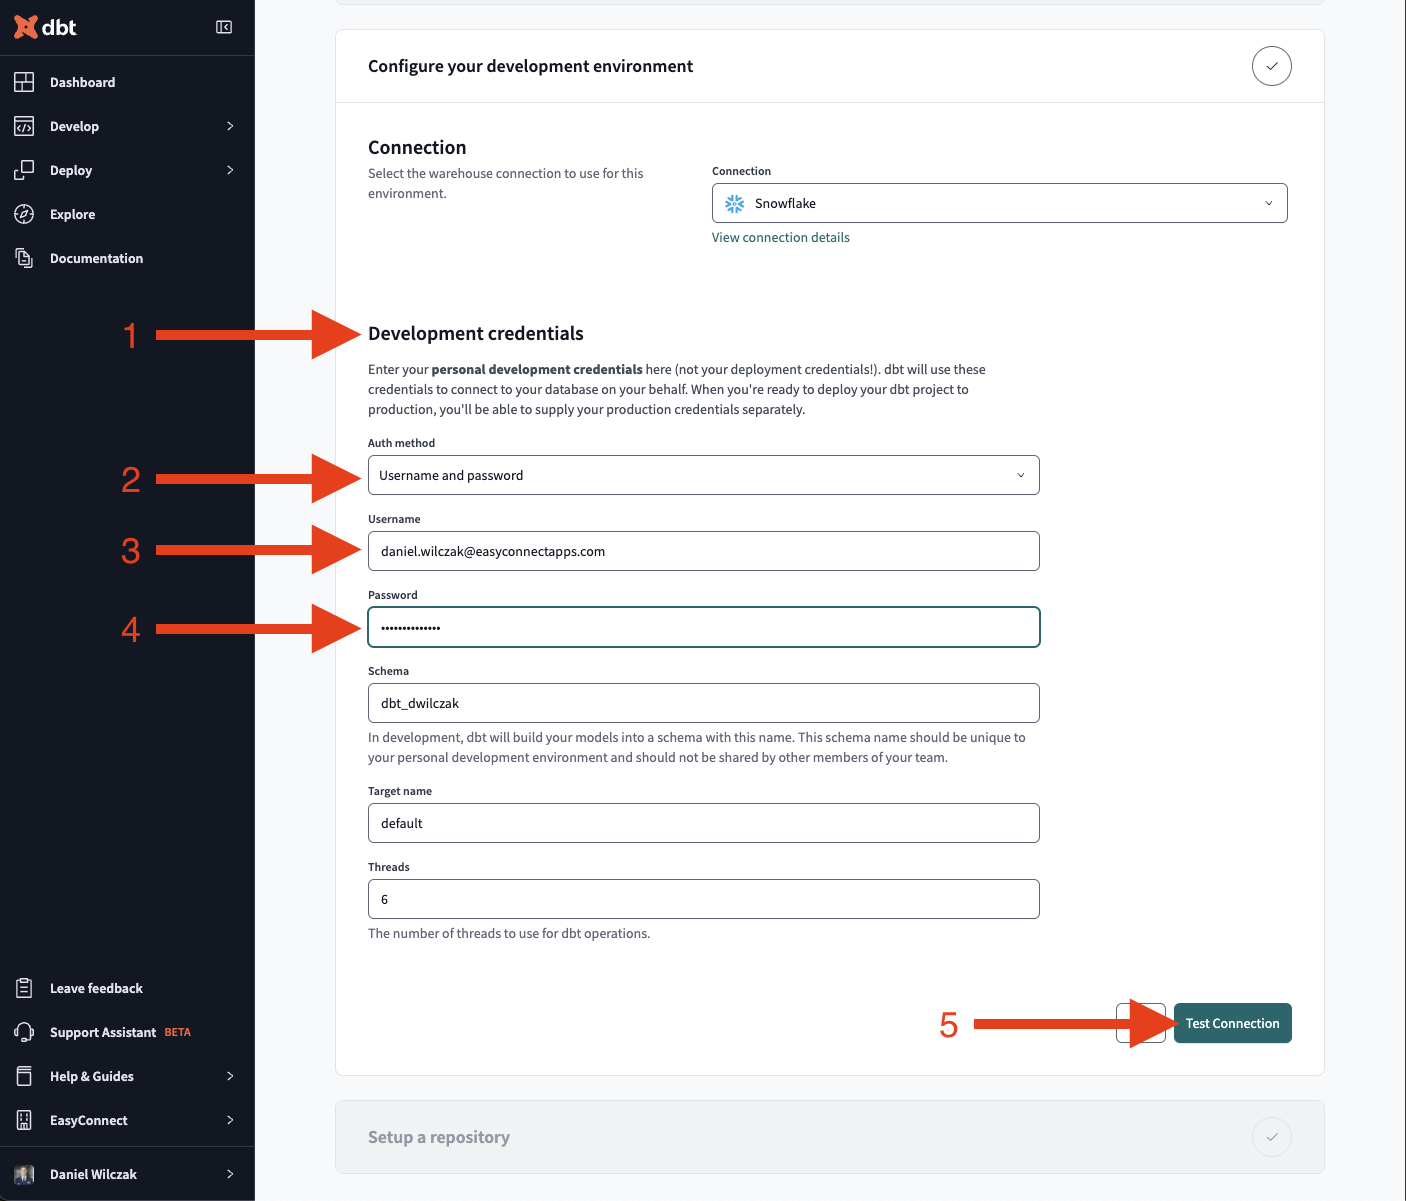 dbt
Dashboard
Develop
Deploy
Explore
Documentation
Leave feedback
Support Assistant BETA
Help & Guides
EasyConnect
Daniel Wilczak
Configure your development environment
Connection
Select the warehouse connection to use for this
environment.
Connection
Snowflake
View connection details
1
Development credentials
Enter your personal development credentials here (not your deployment credentials!). dbt will use these
credentials to connect to your database on your behalf. When you're ready to deploy your dbt project to
production, you'll be able to supply your production credentials separately.
Auth method
2
Username and password
Username
3
daniel.wilczak@easyconnectapps.com
Password
4
••••••••••••••
Schema
dbt_dwilczak
In development, dbt will build your models into a schema with this name. This schema name should be unique to
your personal development environment and should not be shared by other members of your team.
Target name
default
Threads
6
The number of threads to use for dbt operations.
5
Test Connection
Setup a repository